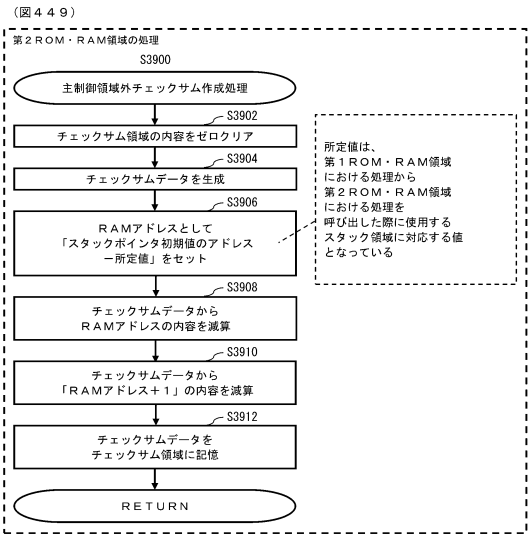 (図449)
第2ROM・RAM領域の処理
S3900
主制御領域外チェックサム作成処理
S3902
チェックサム領域の内容をゼロクリア
S3904
チェックサムデータを生成
S3906
RAMアドレスとして
「スタックポインタ初期値のアドレス
ー所定値」をセット
所定値は、
第1ROM・RAM領域
における処理から
第2ROM・RAM領域
における処理を
呼び出した際に使用する
スタック領域に対応する値
となっている
S3908
チェックサムデータから
RAMアドレスの内容を減算
S3910
チェックサムデータから
「RAMアドレス+1」の内容を減算
S3912
チェックサムデータを
チェックサム領域に記憶
RETURN